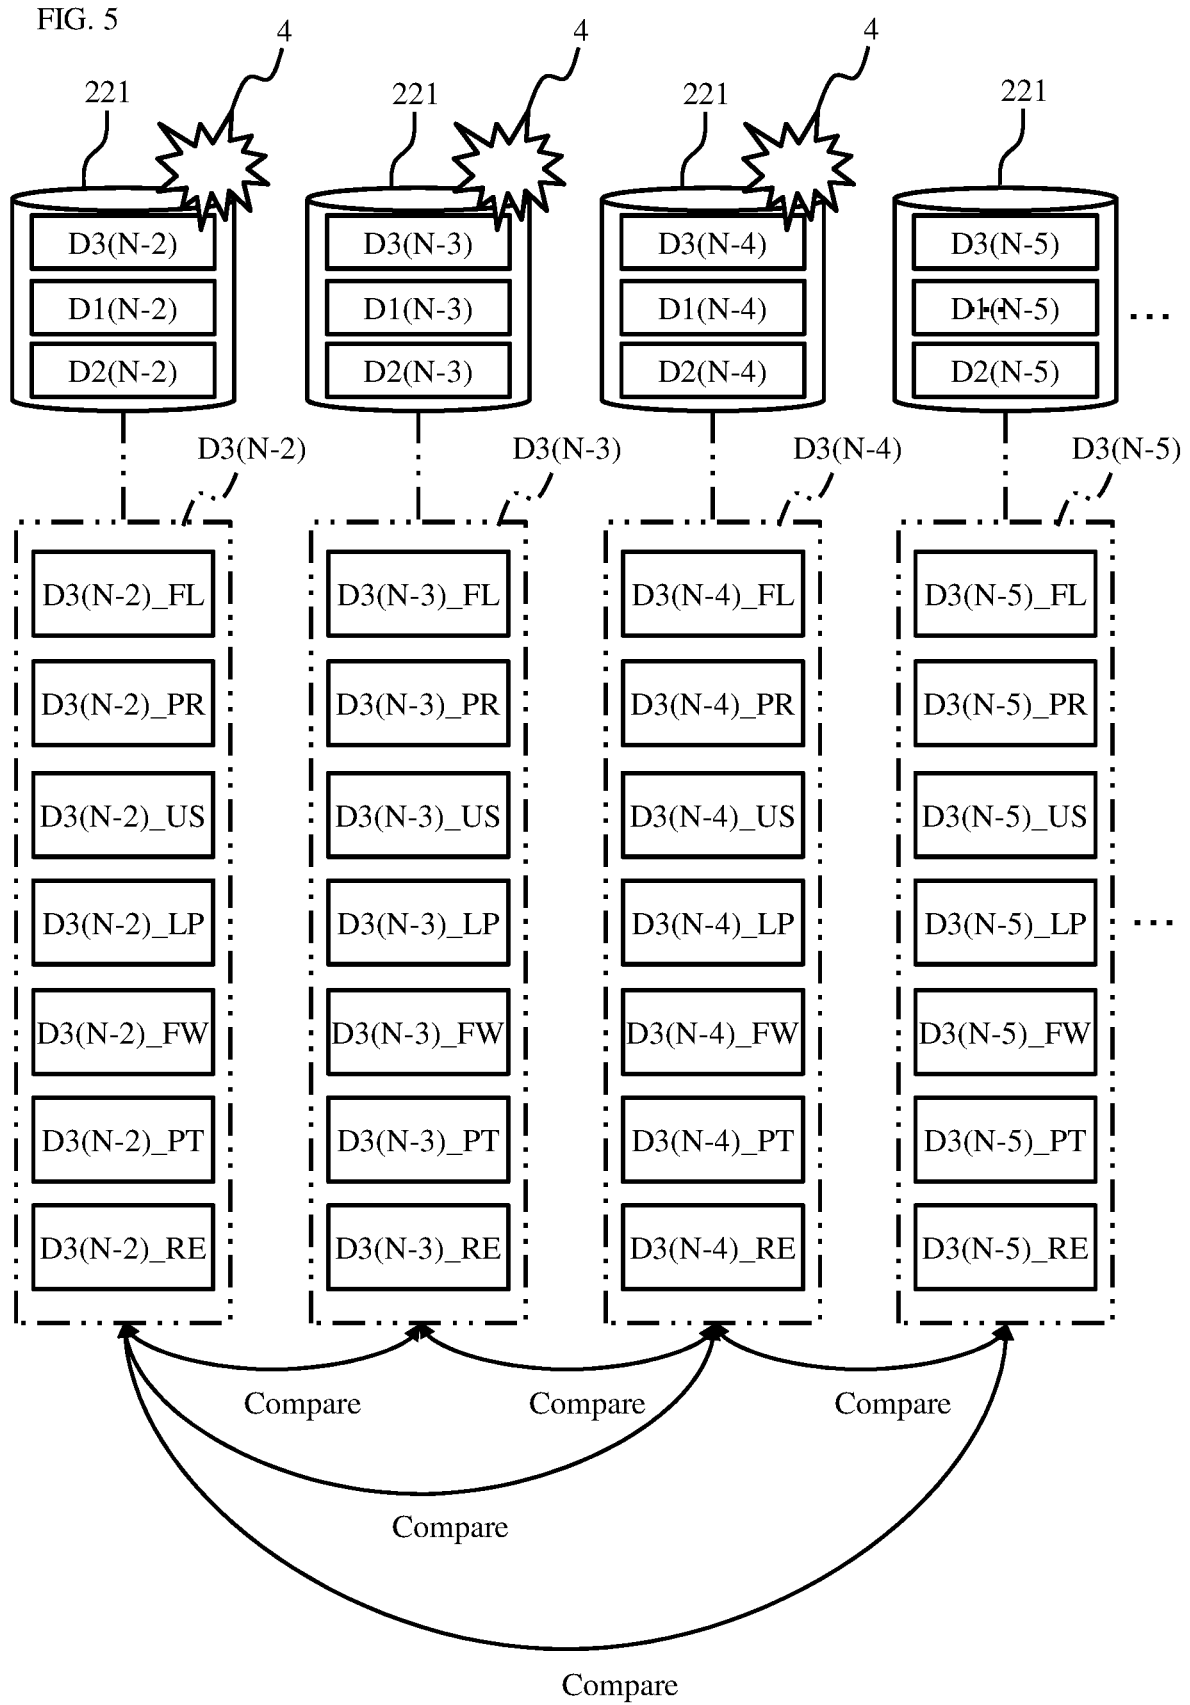 FIG. 5
4 4 4
221 221 221 221
D3(N-2) D3(N-3) D3(N-4) D3(N-5)
D1(N-2) D1(N-3) D1(N-4) D1(N-5) ...
D2(N-2) D2(N-3) D2(N-4) D2(N-5)
D3(N-2) D3(N-3) D3(N-4) D3(N-5)
D3(N-2)_FL D3(N-3)_FL D3(N-4)_FL D3(N-5)_FL
D3(N-2)_PR D3(N-3)_PR D3(N-4)_PR D3(N-5)_PR
D3(N-2)_US D3(N-3)_US D3(N-4)_US D3(N-5)_US
D3(N-2)_LP D3(N-3)_LP D3(N-4)_LP D3(N-5)_LP ...
D3(N-2)_FW D3(N-3)_FW D3(N-4)_FW D3(N-5)_FW
D3(N-2)_PT D3(N-3)_PT D3(N-4)_PT D3(N-5)_PT
D3(N-2)_RE D3(N-3)_RE D3(N-4)_RE D3(N-5)_RE
Compare Compare Compare
Compare
Compare